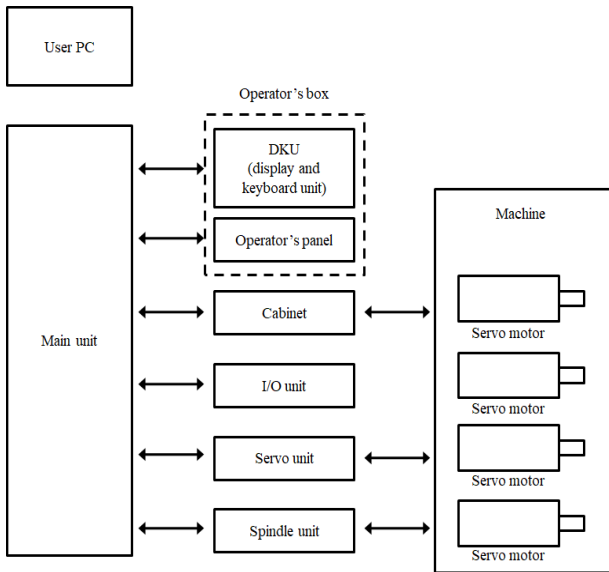 User PC
Operator's box
DKU
(display and
keyboard unit)
Operator's panel
Main unit
Cabinet
I/O unit
Servo unit
Spindle unit
Machine
Servo motor
Servo motor
Servo motor
Servo motor